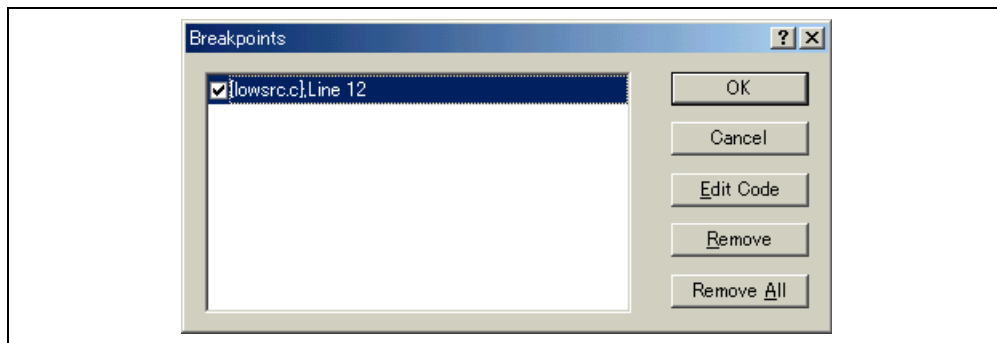 Breakpoints
{lowsrc.c},Line 12
OK
Cancel
Edit Code
Remove
Remove All